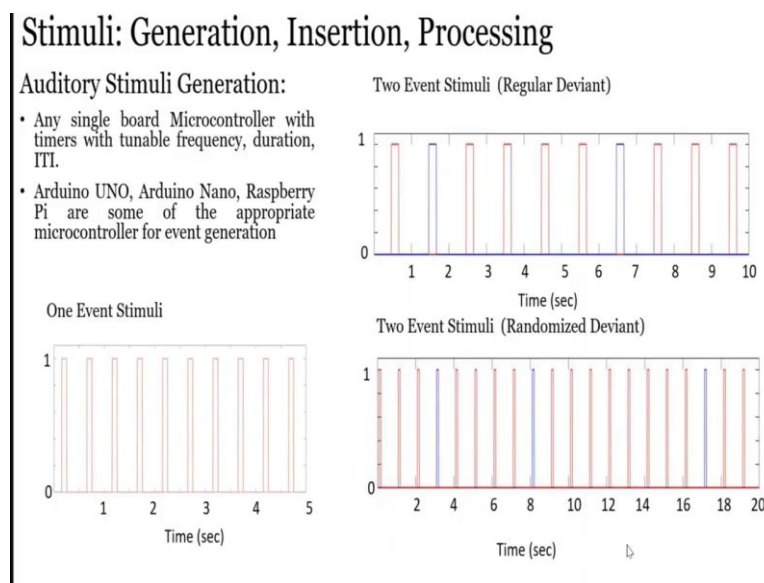 Stimuli: Generation, Insertion, Processing
Auditory Stimuli Generation:
• Any single board Microcontroller with
timers with tunable frequency, duration,
ITI.
• Arduino UNO, Arduino Nano, Raspberry
Pi are some of the appropriate
microcontroller for event generation
One Event Stimuli
1
0
1 2 3 4 5
Time (sec)
Two Event Stimuli (Regular Deviant)
1
0
1 2 3 4 5 6 7 8 9 10
Time (sec)
Two Event Stimuli (Randomized Deviant)
1
0
2 4 6 8 10 12 14 16 18 20
Time (sec)